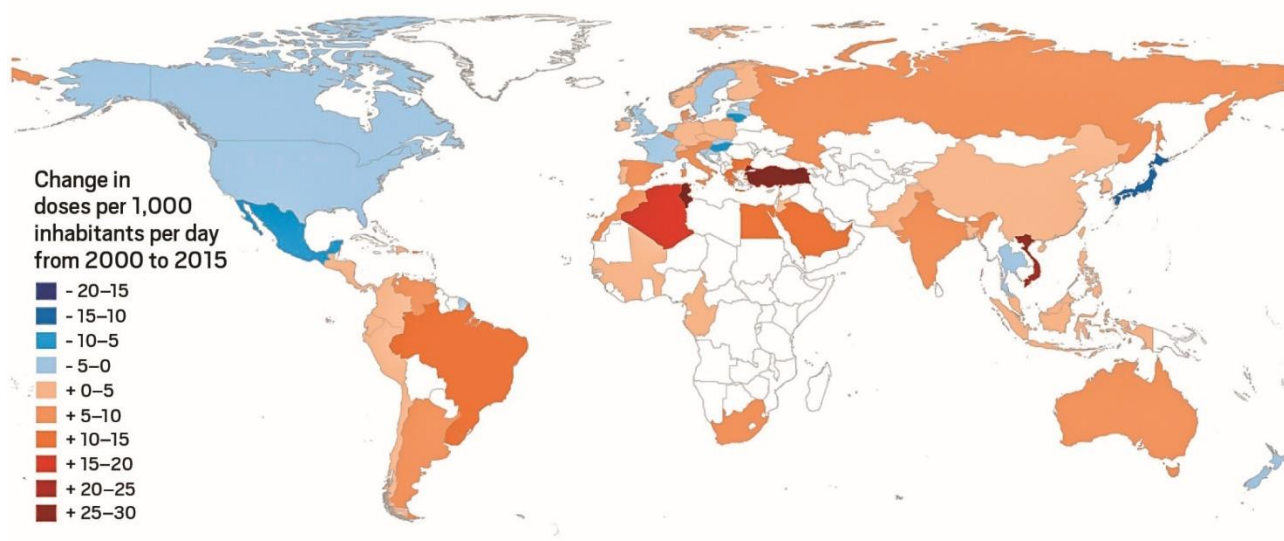 Change in
doses per 1,000
inhabitants per day
from 2000 to 2015
- 20–15
- 15–10
- 10–5
- 5–0
+ 0–5
+ 5–10
+ 10–15
+ 15–20
+ 20–25
+ 25–30